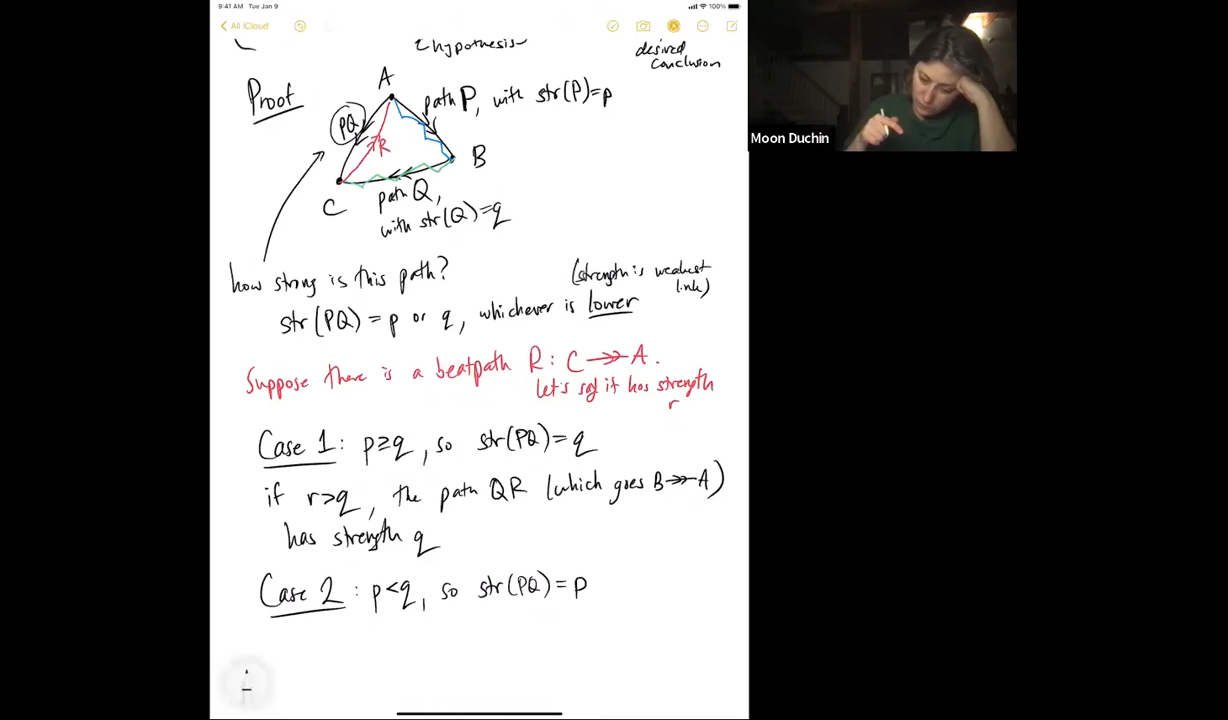 9:41 AM Tue Jan 9
100%
All iCloud
hypothesis
desired
conclusion
Proof
A
path P, with str(P)=p
PQ
R
B
C
path Q,
with str(Q)=q
how strong is this path?
(strength is weakest
link)
str(PQ) = p or q, whichever is lower
Suppose there is a beatpath R: C ↠ A.
let's say it has strength
r
Case 1: p≥q, so str(PQ)=q
if r>q, the path QR (which goes B↠A)
has strength q
Case 2: p<q, so str(PQ)=p
Moon Duchin